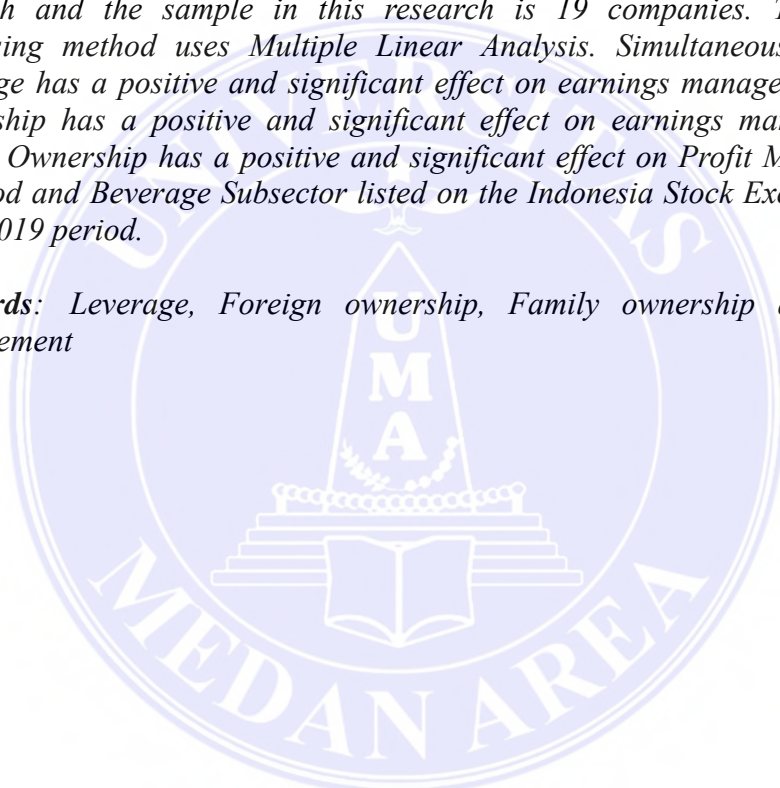 h and the sample in this research is 19 companies. T
ing method uses Multiple Linear Analysis. Simultaneous
ge has a positive and significant effect on earnings manage
ship has a positive and significant effect on earnings ma
Ownership has a positive and significant effect on Profit M
od and Beverage Subsector listed on the Indonesia Stock Exc
019 period.
rds: Leverage, Foreign ownership, Family ownership
ement
UNIVERSITAS
UMA
MEDAN AREA